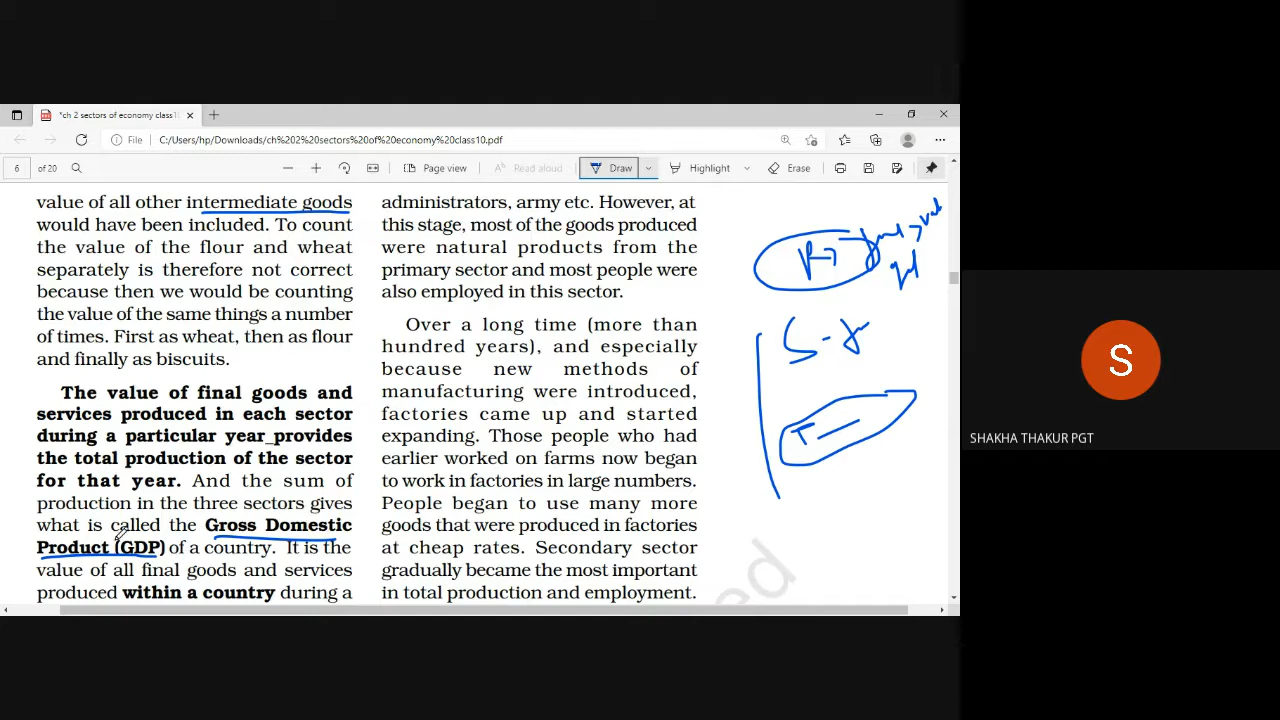 *ch 2 sectors of economy class1
File
C:/Users/hp/Downloads/ch%202%20sectors%20of%20economy%20class10.pdf
6 of 20
Page view
Read aloud
Draw
Highlight
Erase
value of all other intermediate goods
would have been included. To count
the value of the flour and wheat
separately is therefore not correct
because then we would be counting
the value of the same things a number
of times. First as wheat, then as flour
and finally as biscuits.
The value of final goods and
services produced in each sector
during a particular year provides
the total production of the sector
for that year. And the sum of
production in the three sectors gives
what is called the Gross Domestic
Product (GDP) of a country. It is the
value of all final goods and services
produced within a country during a
administrators, army etc. However, at
this stage, most of the goods produced
were natural products from the
primary sector and most people were
also employed in this sector.
Over a long time (more than
hundred years), and especially
because new methods of
manufacturing were introduced,
factories came up and started
expanding. Those people who had
earlier worked on farms now began
to work in factories in large numbers.
People began to use many more
goods that were produced in factories
at cheap rates. Secondary sector
gradually became the most important
in total production and employment.
S
T
S
SHAKHA THAKUR PGT